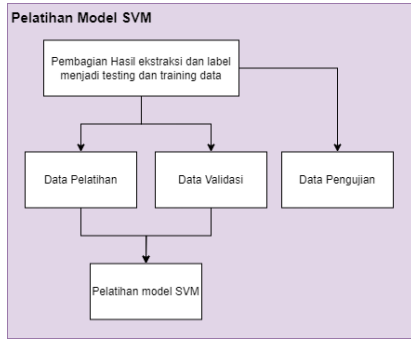 Pelatihan Model SVM
Pembagian Hasil ekstraksi dan label
menjadi testing dan training data
Data Pelatihan
Data Validasi
Data Pengujian
Pelatihan model SVM